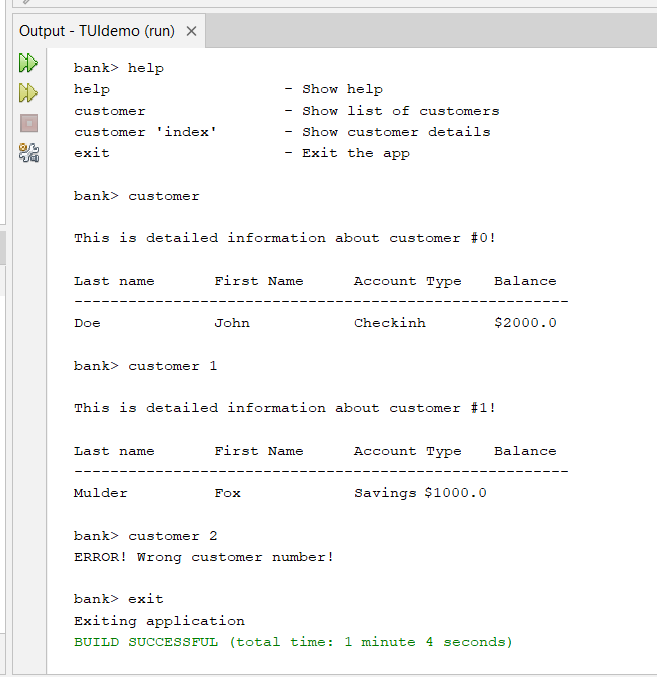 Output - TUIdemo (run) ×
bank> help
help - Show help
customer - Show list of customers
customer 'index' - Show customer details
exit - Exit the app
bank> customer
This is detailed information about customer #0!
Last name First Name Account Type Balance
-------------------------------------------------------
Doe John Checkinh $2000.0
bank> customer 1
This is detailed information about customer #1!
Last name First Name Account Type Balance
-------------------------------------------------------
Mulder Fox Savings $1000.0
bank> customer 2
ERROR! Wrong customer number!
bank> exit
Exiting application
BUILD SUCCESSFUL (total time: 1 minute 4 seconds)